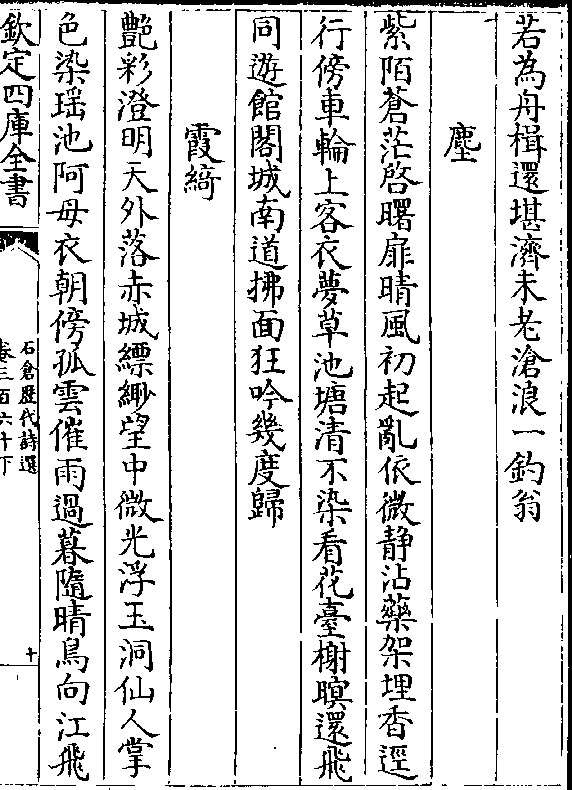 若為舟楫還堪濟未老滄浪一釣翁
塵
紫陌蒼茫啓曙扉晴風初起亂依微静沾藥架埋香逕
行傍車輪上客衣夢草池塘清不染看花臺榭暝還飛
同遊館閣城南道拂面狂吟幾度歸
霞綺
艷彩澄明天外落赤城縹緲望中微光浮玉洞仙人掌
色染瑶池阿母衣朝傍孤雲催雨過暮隨晴鳥向江飛
欽定四庫全書
石倉歷代詩選
卷三百六十下
十